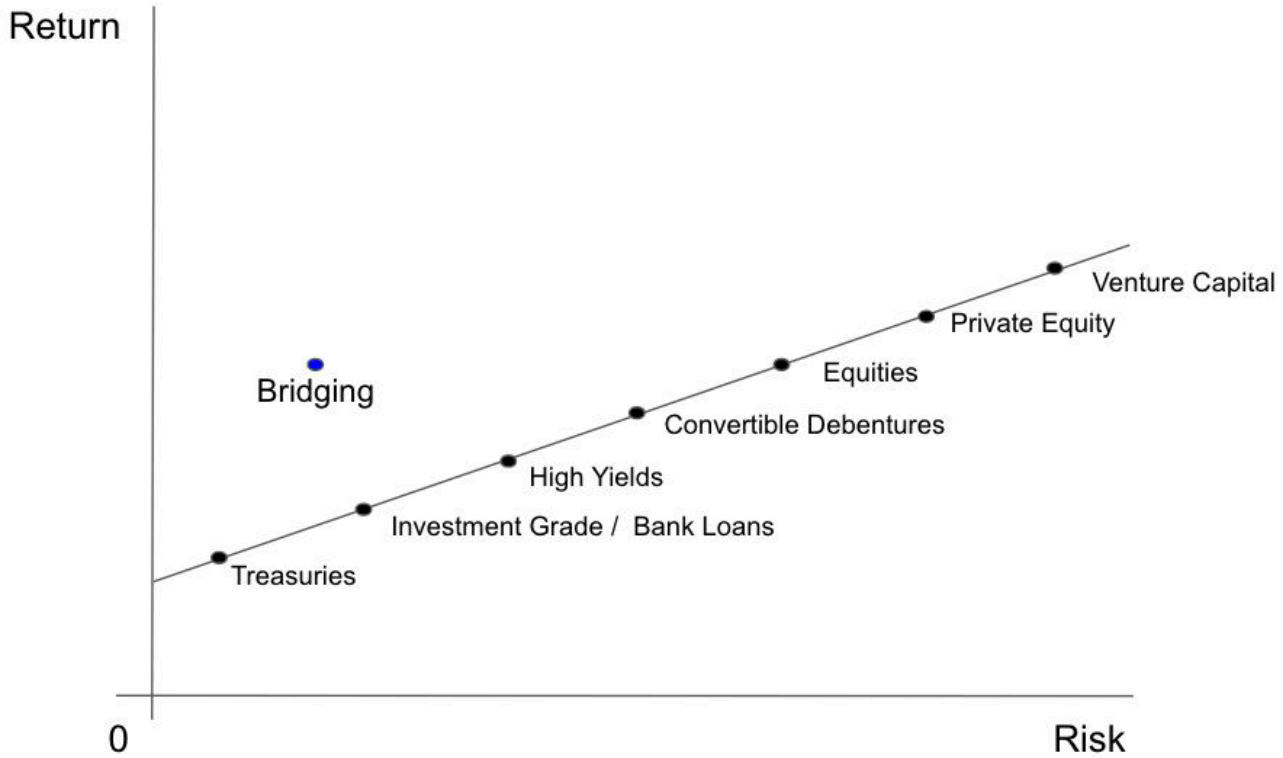 Return
Venture Capital
Private Equity
Equities
Bridging
Convertible Debentures
High Yields
Investment Grade /  Bank Loans
Treasuries
0
Risk